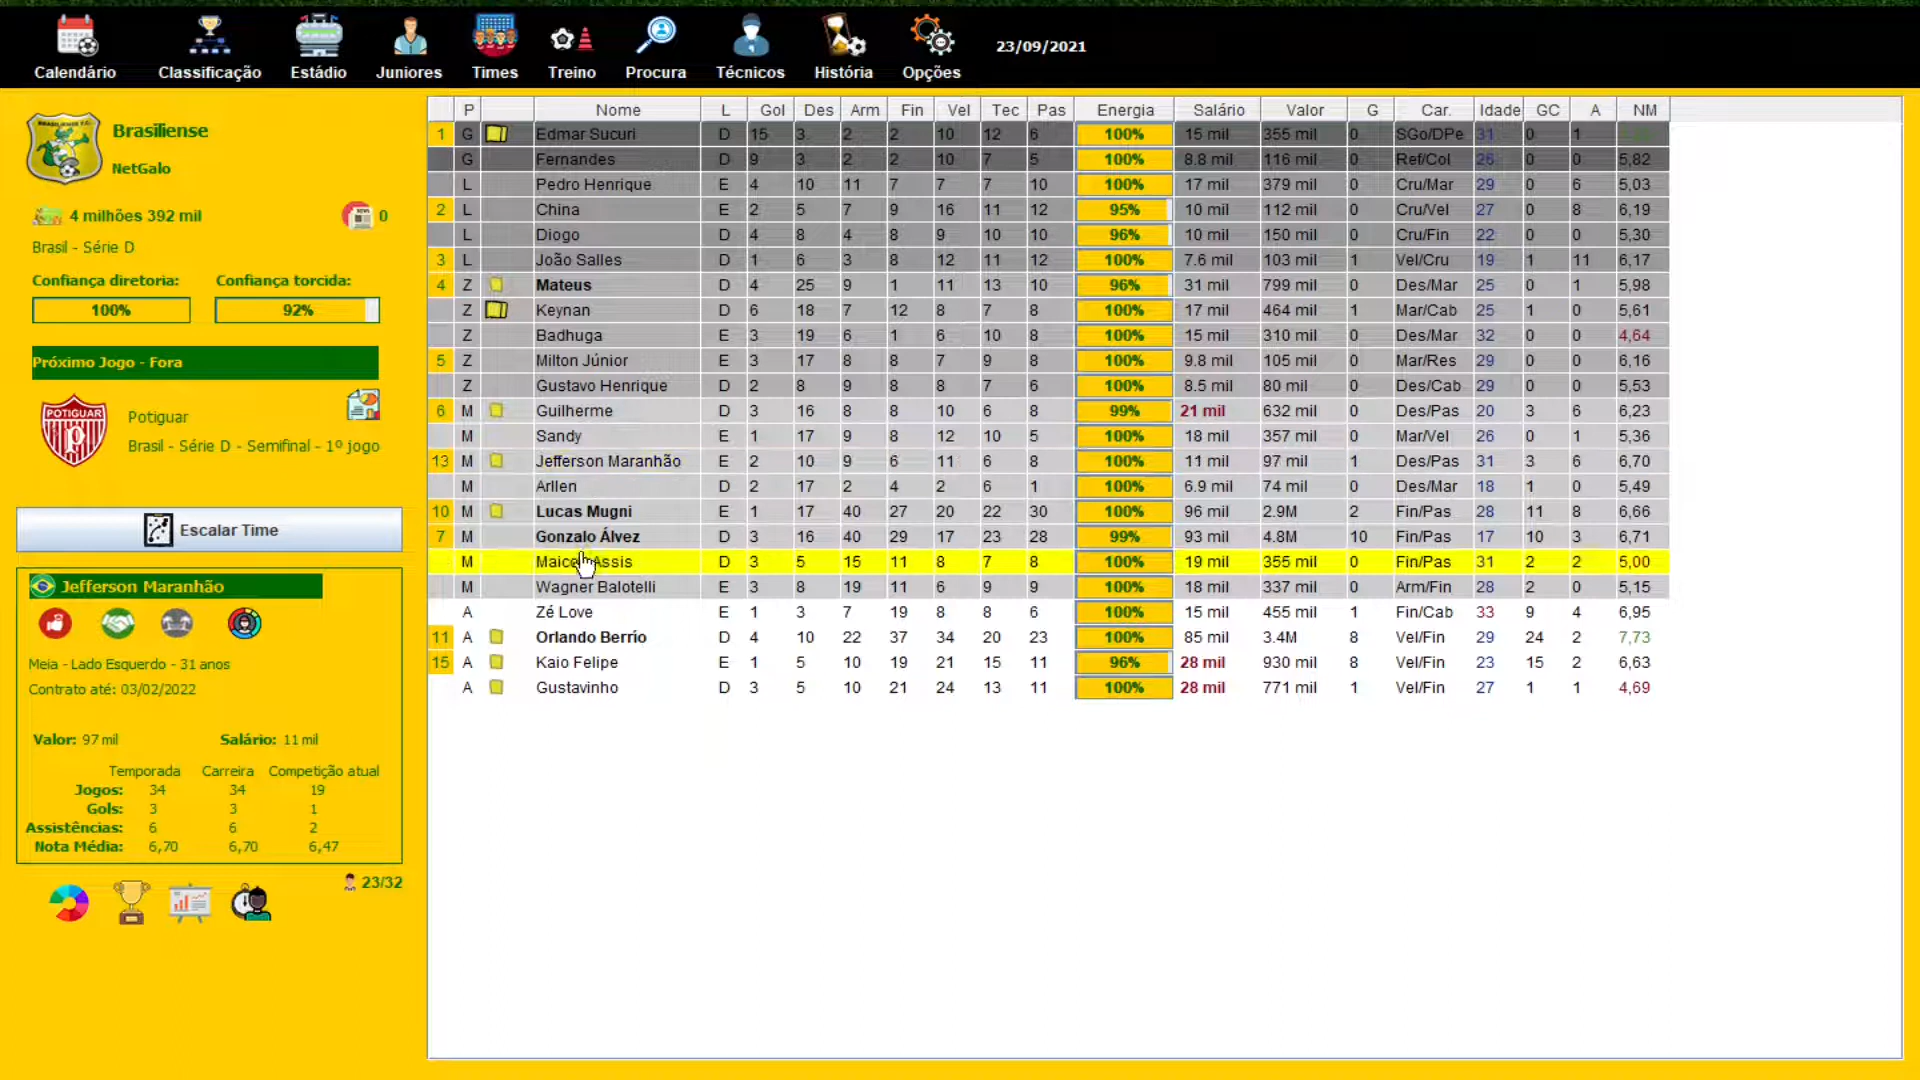 Calendário Classificação Estádio Juniores Times Treino Procura Técnicos História Opções 23/09/2021
Brasiliense
NetGalo
4 milhões 392 mil 0
Brasil - Série D
Confiança diretoria: Confiança torcida:
100% 92%
Próximo Jogo - Fora
POTIGUAR
Potiguar
Brasil - Série D - Semifinal - 1º jogo
Escalar Time
Jefferson Maranhão
Meia - Lado Esquerdo - 31 anos
Contrato até: 03/02/2022
Valor: 97 mil Salário: 11 mil
Temporada Carreira Competição atual
Jogos: 34 34 19
Gols: 3 3 1
Assistências: 6 6 2
Nota Média: 6,70 6,70 6,47
23/32
P Nome L Gol Des Arm Fin Vel Tec Pas Energia Salário Valor G Car. Idade GC A NM
1 G Edmar Sucuri D 15 3 2 2 10 12 6 100% 15 mil 355 mil 0 SGo/DPe 31 0 1
G Fernandes D 9 3 2 2 10 7 5 100% 8.8 mil 116 mil 0 Ref/Col 26 0 0 5,82
L Pedro Henrique E 4 10 11 7 7 7 10 100% 17 mil 379 mil 0 Cru/Mar 29 0 6 5,03
2 L China E 2 5 7 9 16 11 12 95% 10 mil 112 mil 0 Cru/Vel 27 0 8 6,19
L Diogo D 4 8 4 8 9 10 10 96% 10 mil 150 mil 0 Cru/Fin 22 0 0 5,30
3 L João Salles D 1 6 3 8 12 11 12 100% 7.6 mil 103 mil 1 Vel/Cru 19 1 11 6,17
4 Z Mateus D 4 25 9 1 11 13 10 96% 31 mil 799 mil 0 Des/Mar 25 0 1 5,98
Z Keynan D 6 18 7 12 8 7 8 100% 17 mil 464 mil 1 Mar/Cab 25 1 0 5,61
Z Badhuga E 3 19 6 1 6 10 8 100% 15 mil 310 mil 0 Des/Mar 32 0 0 4,64
5 Z Milton Júnior E 3 17 8 8 7 9 8 100% 9.8 mil 105 mil 0 Mar/Res 29 0 0 6,16
Z Gustavo Henrique D 2 8 9 8 8 7 6 100% 8.5 mil 80 mil 0 Des/Cab 29 0 0 5,53
6 M Guilherme D 3 16 8 8 10 6 8 99% 21 mil 632 mil 0 Des/Pas 20 3 6 6,23
M Sandy E 1 17 9 8 12 10 5 100% 18 mil 357 mil 0 Mar/Vel 26 0 1 5,36
13 M Jefferson Maranhão E 2 10 9 6 11 6 8 100% 11 mil 97 mil 1 Des/Pas 31 3 6 6,70
M Arllen D 2 17 2 4 2 6 1 100% 6.9 mil 74 mil 0 Des/Mar 18 1 0 5,49
10 M Lucas Mugni E 1 17 40 27 20 22 30 100% 96 mil 2.9M 2 Fin/Pas 28 11 8 6,66
7 M Gonzalo Álvez D 3 16 40 29 17 23 28 99% 93 mil 4.8M 10 Fin/Pas 17 10 3 6,71
M Assis D 3 5 15 11 8 7 8 100% 19 mil 355 mil 0 Fin/Pas 31 2 2 5,00
M Wagner Balotelli E 3 8 19 11 6 9 9 100% 18 mil 337 mil 0 Arm/Fin 28 2 0 5,15
A Zé Love E 1 3 7 19 8 8 6 100% 15 mil 455 mil 1 Fin/Cab 33 9 4 6,95
11 A Orlando Berrío D 4 10 22 37 34 20 23 100% 85 mil 3.4M 8 Vel/Fin 29 24 2 7,73
15 A Kaio Felipe E 1 5 10 19 21 15 11 96% 28 mil 930 mil 8 Vel/Fin 23 15 2 6,63
A Gustavinho D 3 5 10 21 24 13 11 100% 28 mil 771 mil 1 Vel/Fin 27 1 1 4,69